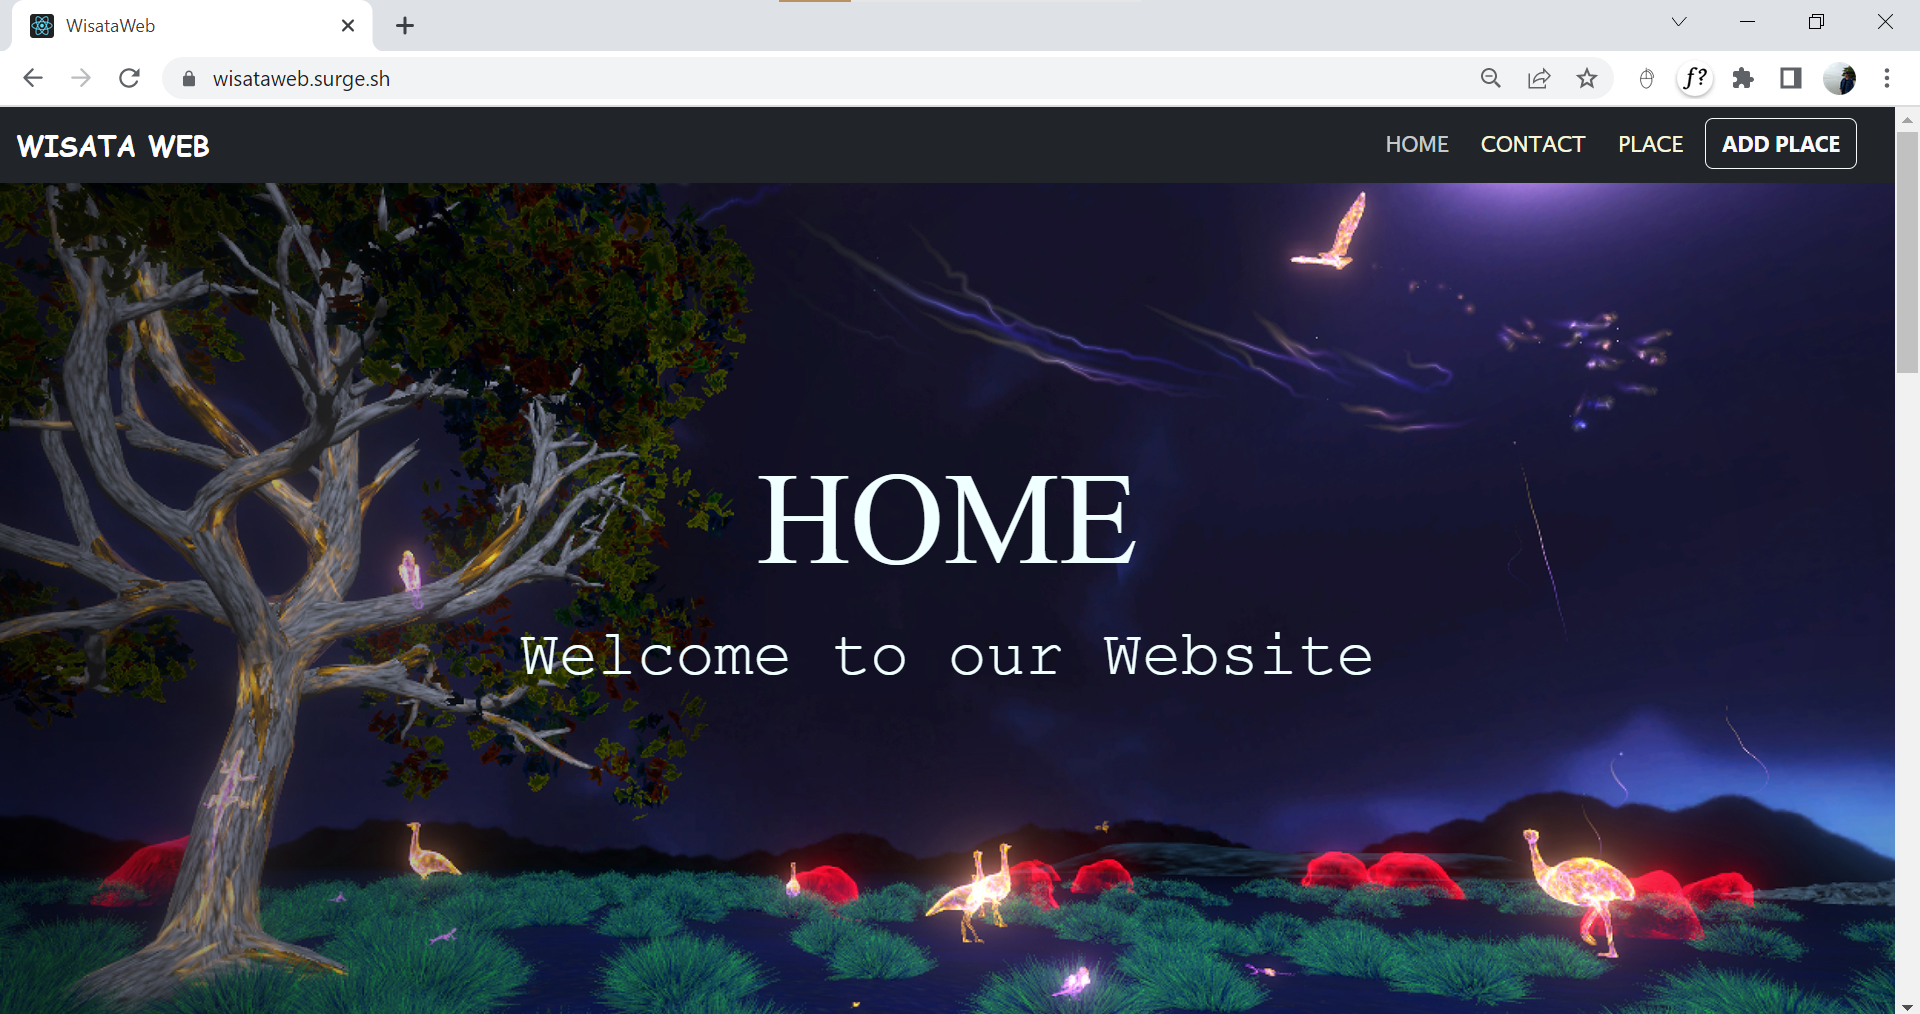 WisataWeb
wisataweb.surge.sh
f?
WISATA WEB
HOME CONTACT PLACE ADD PLACE
HOME
Welcome to our Website